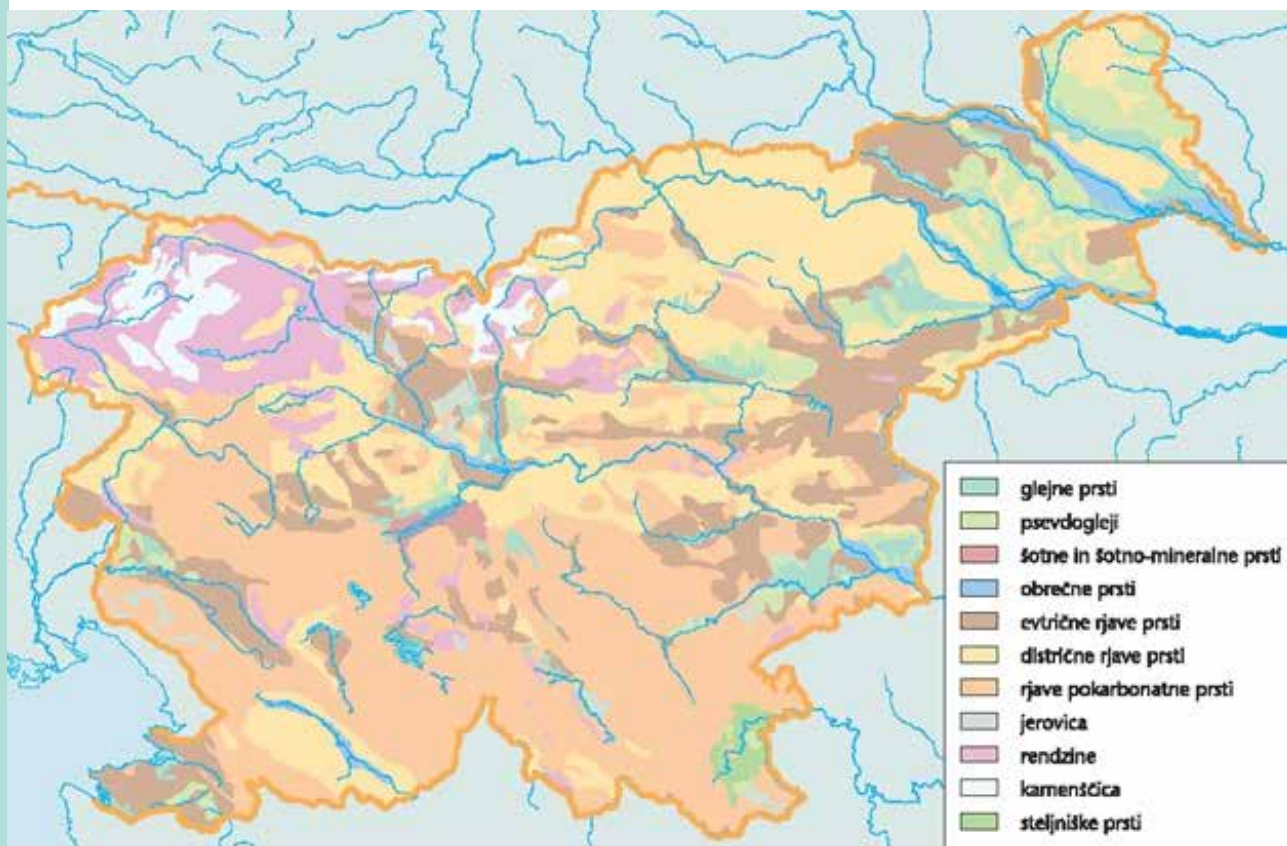 glejne prsti
psevdogleji
šotne in šotno-mineralne prsti
obrečne prsti
evtrične rjave prsti
distrične rjave prsti
rjave pokarbonatne prsti
jerovica
rendzine
kamenščica
steljniške prsti